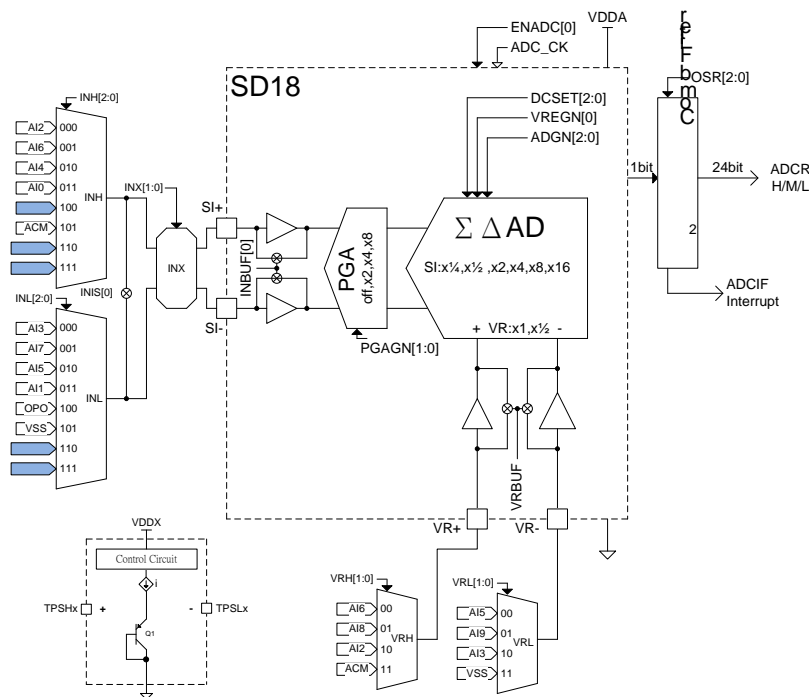 ENADC[0]
VDDA
ADC_CK
Comb Filter
SD18
INH[2:0]
OSR[2:0]
DCSET[2:0]
VREGN[0]
ADGN[2:0]
AI2 000
AI6 001
AI4 010
AI0 011
100
ACM 101
110
111
INH
INX[1:0]
SI+
1bit
24bit
ADCR
H/M/L
2
Σ Δ AD
SI:x¼,x½ ,x2,x4,x8,x16
+ VR:x1,x½ -
INX
INBUF[0]
PGA
off,x2,x4,x8
PGAGN[1:0]
INIS[0]
INL[2:0]
SI-
ADCIF
Interrupt
AI3 000
AI7 001
AI5 010
AI1 011
OPO 100
VSS 101
110
111
INL
VRBUF
VR+
VR-
VDDX
Control Circuit
i
TPSHx + - TPSLx
Q1
VRH[1:0]
AI6 00
AI8 01
AI2 10
ACM 11
VRH
VRL[1:0]
AI5 00
AI9 01
AI3 10
VSS 11
VRL